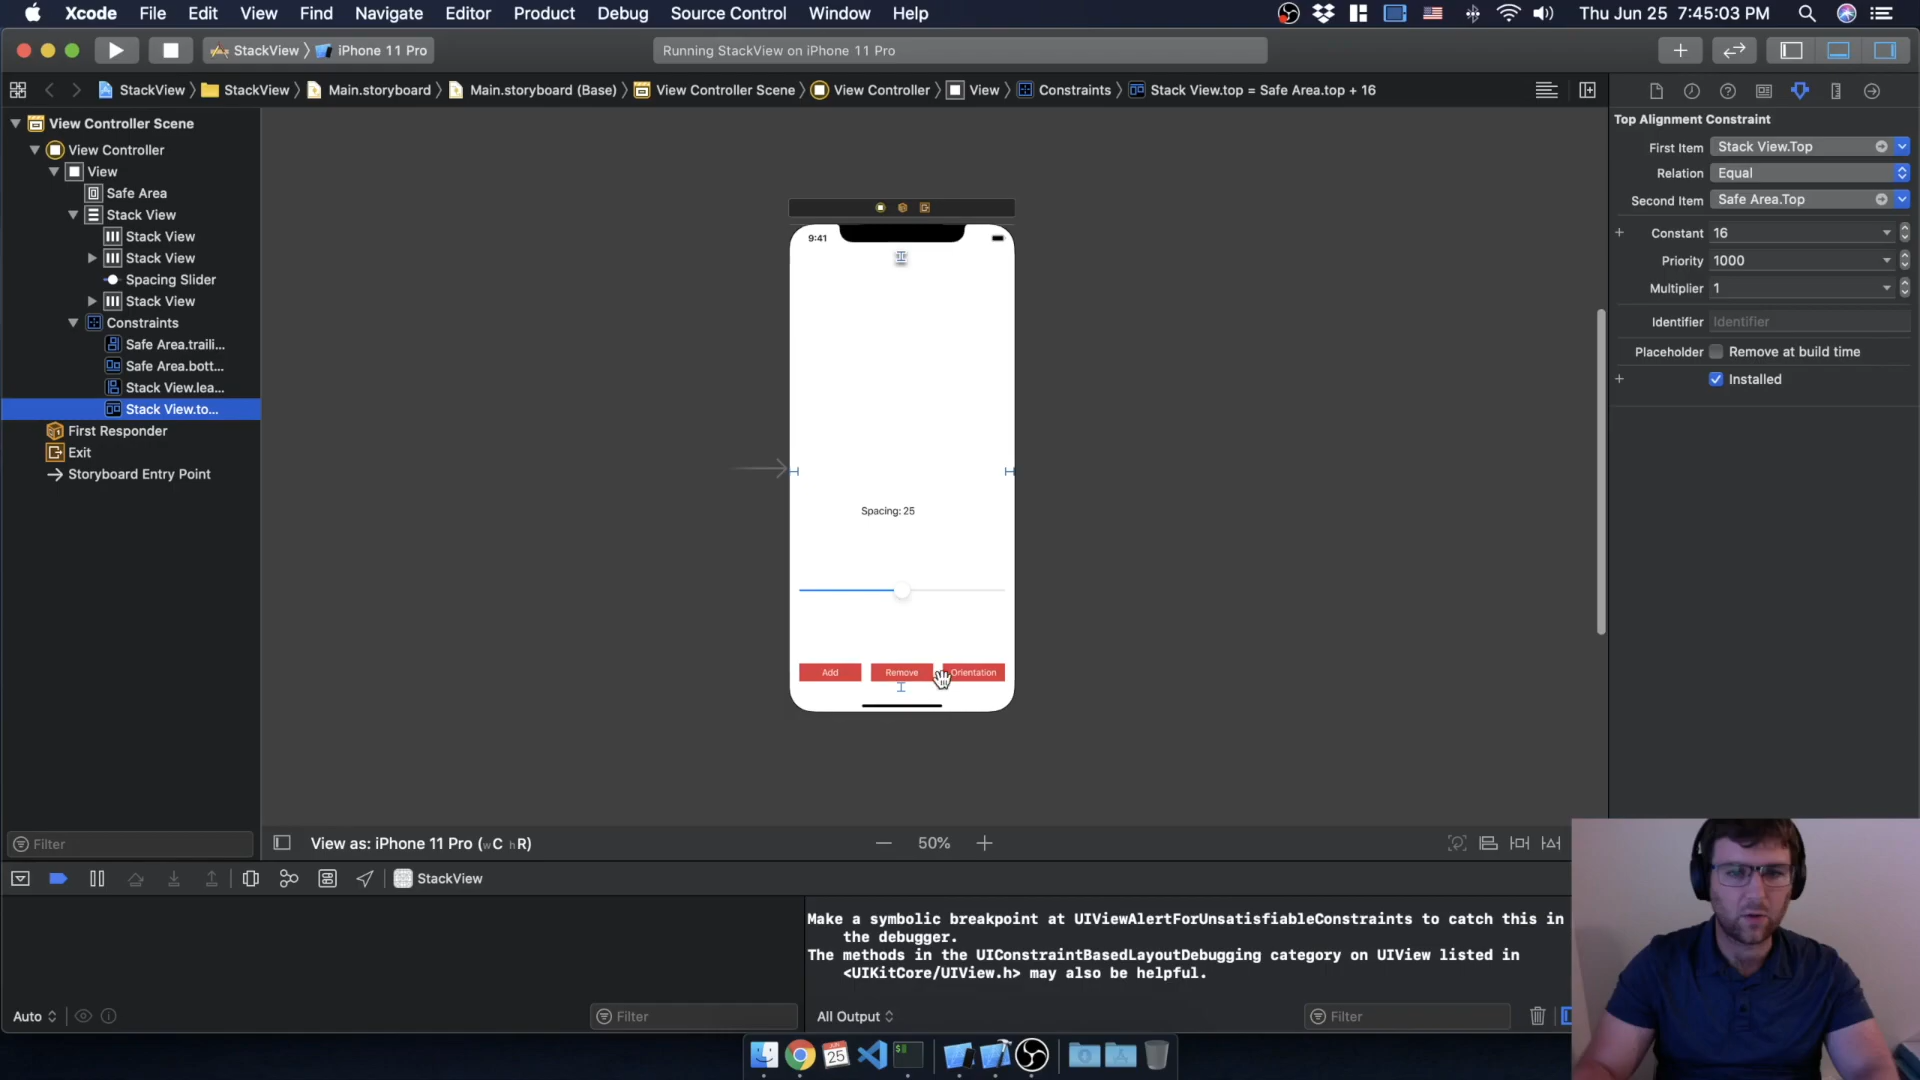 Xcode File Edit View Find Navigate Editor Product Debug Source Control Window Help
Thu Jun 25 7:45:03 PM
StackView iPhone 11 Pro
Running StackView on iPhone 11 Pro
StackView StackView Main.storyboard Main.storyboard (Base) View Controller Scene View Controller View Constraints Stack View.top = Safe Area.top + 16
View Controller Scene
View Controller
View
Safe Area
Stack View
Stack View
Stack View
Spacing Slider
Stack View
Constraints
Safe Area.traili...
Safe Area.bott...
Stack View.lea...
Stack View.to...
First Responder
Exit
Storyboard Entry Point
Filter
9:41
Spacing: 25
Add Remove Orientation
View as: iPhone 11 Pro (wC hR)
50%
Top Alignment Constraint
First Item Stack View.Top
Relation Equal
Second Item Safe Area.Top
Constant 16
Priority 1000
Multiplier 1
Identifier Identifier
Placeholder Remove at build time
Installed
StackView
Make a symbolic breakpoint at UIViewAlertForUnsatisfiableConstraints to catch this in
the debugger.
The methods in the UIConstraintBasedLayoutDebugging category on UIView listed in
<UIKitCore/UIView.h> may also be helpful.
Auto
Filter
All Output
Filter
25